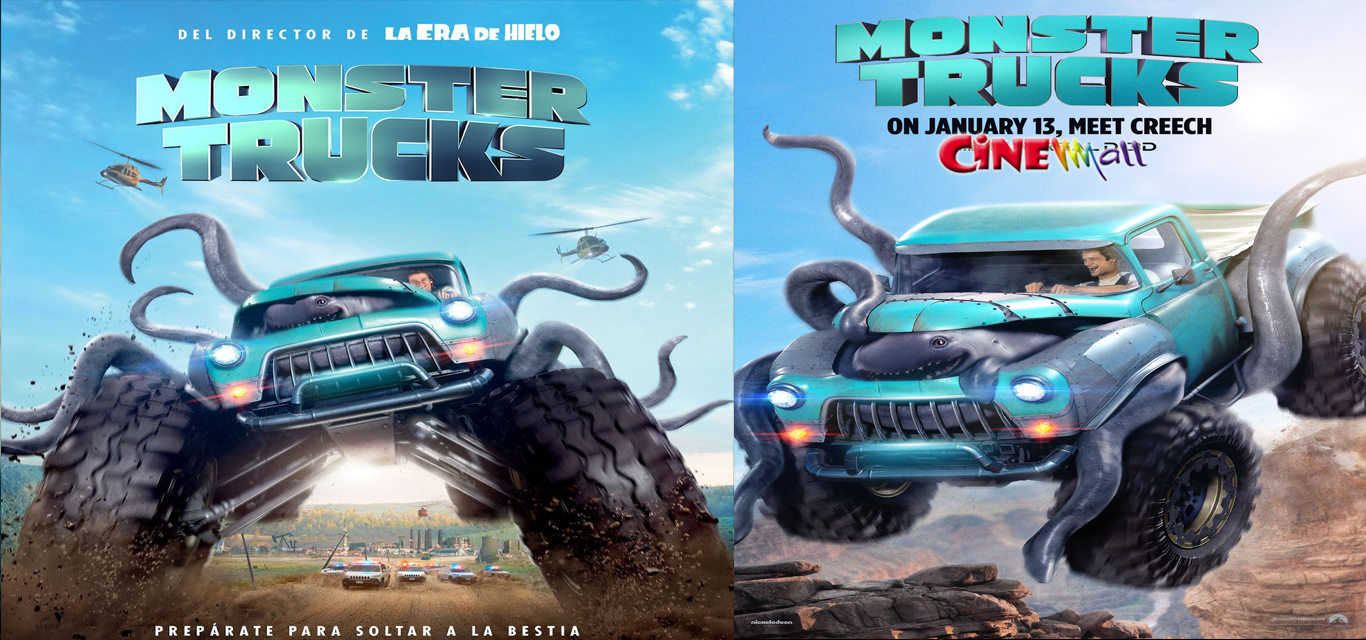 DEL DIRECTOR DE LA ERA DE HIELO
MONSTER
TRUCKS
PREPÁRATE PARA SOLTAR A LA BESTIA
MONSTER
TRUCKS
ON JANUARY 13, MEET CREECH
CiNEmall
nickelodeon